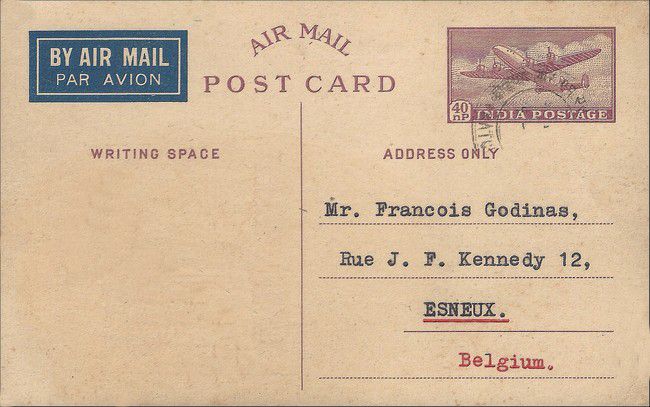 BY AIR MAIL
PAR AVION
AIR MAIL
POST CARD
40
nP
INDIA POSTAGE
WRITING SPACE
ADDRESS ONLY
Mr. Francois Godinas,
Rue J. F. Kennedy 12,
ESNEUX.
Belgium.